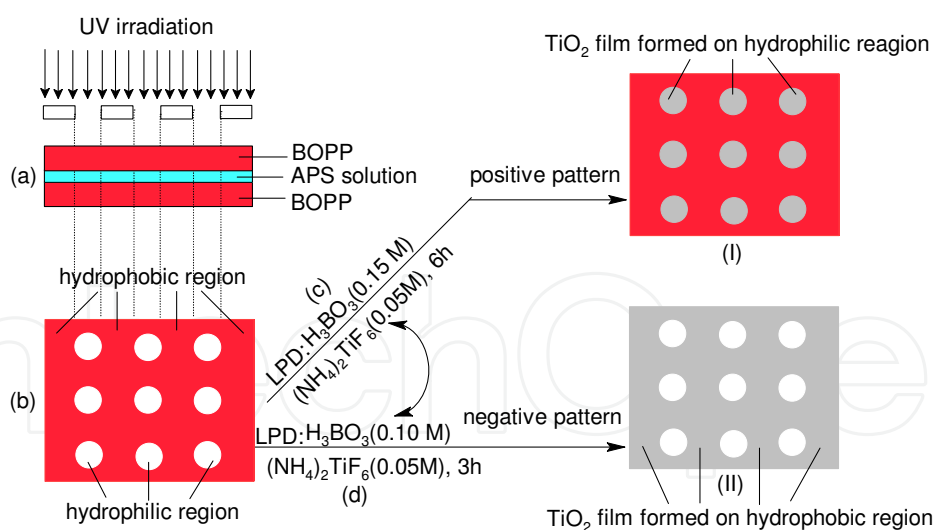 UV irradiation
(a)
BOPP
APS solution
BOPP
hydrophobic region
(b)
hydrophilic region
(c)
LPD:H₃BO₃(0.15 M)
(NH₄)₂TiF₆(0.05M), 6h
LPD:H₃BO₃(0.10 M)
(NH₄)₂TiF₆(0.05M), 3h
(d)
positive pattern
negative pattern
TiO₂ film formed on hydrophilic reagion
(I)
(II)
TiO₂ film formed on hydrophobic region